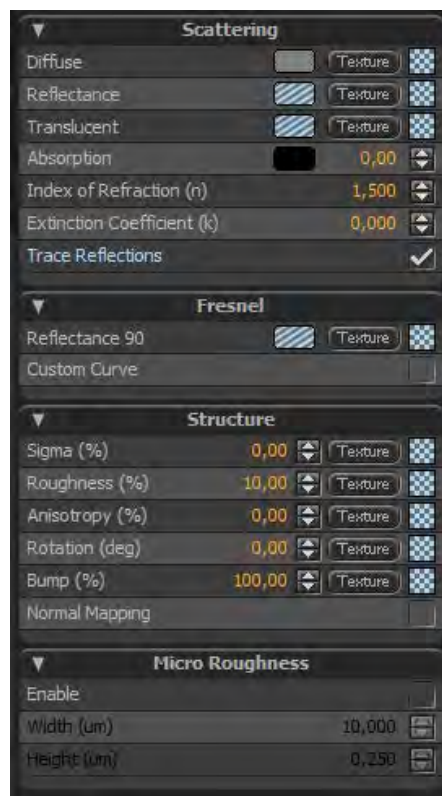 Scattering
Diffuse Texture
Reflectance Texture
Translucent Texture
Absorption 0,00
Index of Refraction (n) 1,500
Extinction Coefficient (k) 0,000
Trace Reflections
Fresnel
Reflectance 90 Texture
Custom Curve
Structure
Sigma (%) 0,00 Texture
Roughness (%) 10,00 Texture
Anisotropy (%) 0,00 Texture
Rotation (deg) 0,00 Texture
Bump (%) 100,00 Texture
Normal Mapping
Micro Roughness
Enable
Width (um) 10,000
Height (um) 0,250